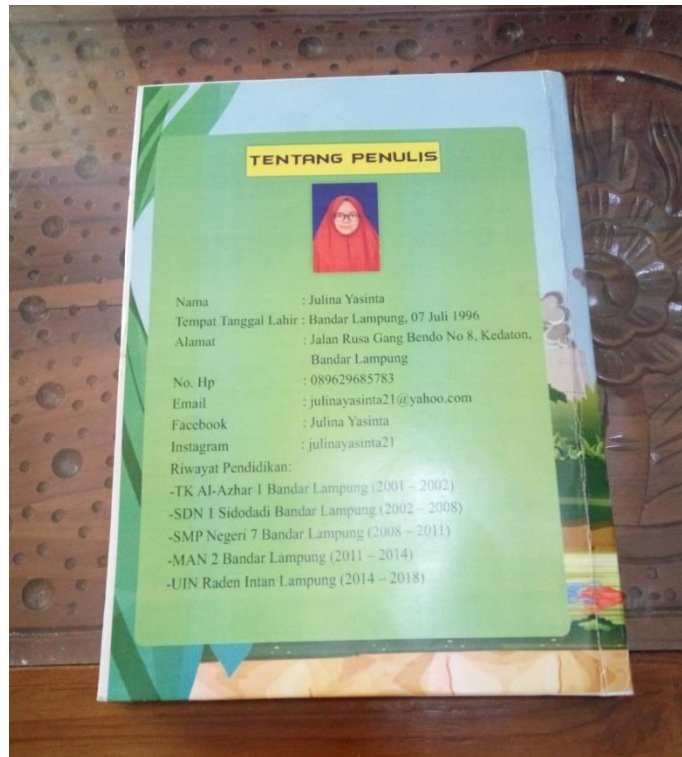 TENTANG PENULIS
Nama : Julina Yasinta
Tempat Tanggal Lahir : Bandar Lampung, 07 Juli 1996
Alamat : Jalan Rusa Gang Bendo No 8, Kedaton,
Bandar Lampung
No. Hp : 089629685783
Email : julinayasinta21@yahoo.com
Facebook : Julina Yasinta
Instagram : julinayasinta21
Riwayat Pendidikan:
-TK Al-Azhar 1 Bandar Lampung (2001 – 2002)
-SDN 1 Sidodadi Bandar Lampung (2002 – 2008)
-SMP Negeri 7 Bandar Lampung (2008 – 2011)
-MAN 2 Bandar Lampung (2011 – 2014)
-UIN Raden Intan Lampung (2014 – 2018)